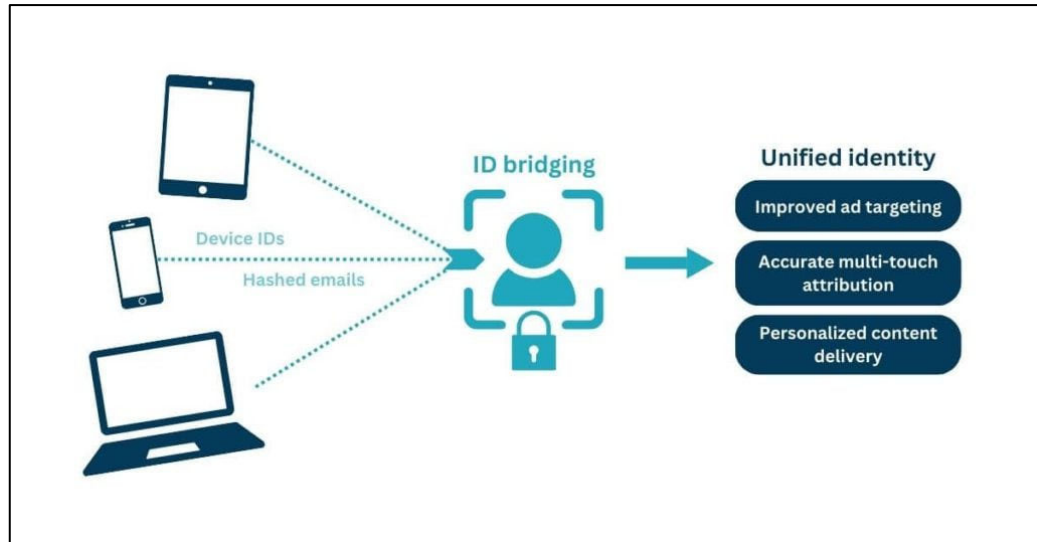 Device IDs
Hashed emails
ID bridging
Unified identity
Improved ad targeting
Accurate multi-touch
attribution
Personalized content
delivery